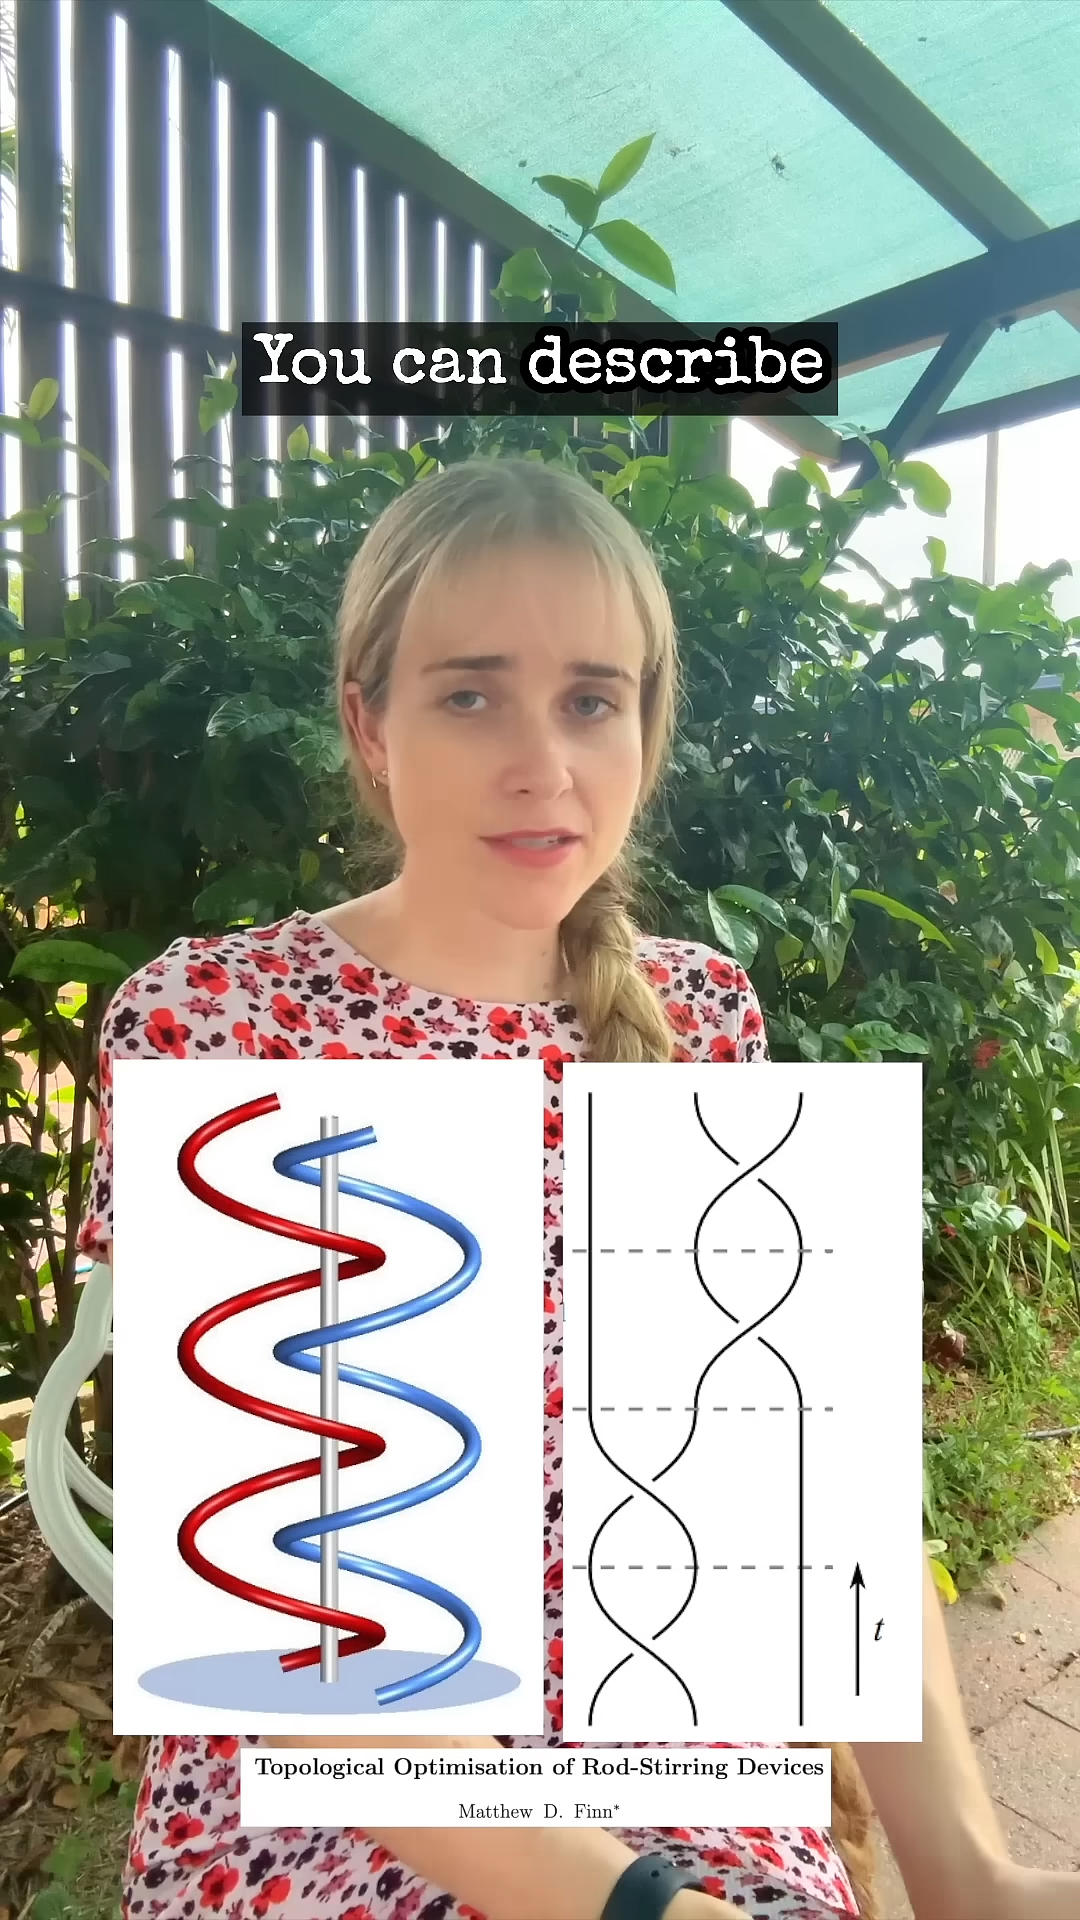 You can describe
t
Topological Optimisation of Rod-Stirring Devices
Matthew D. Finn*